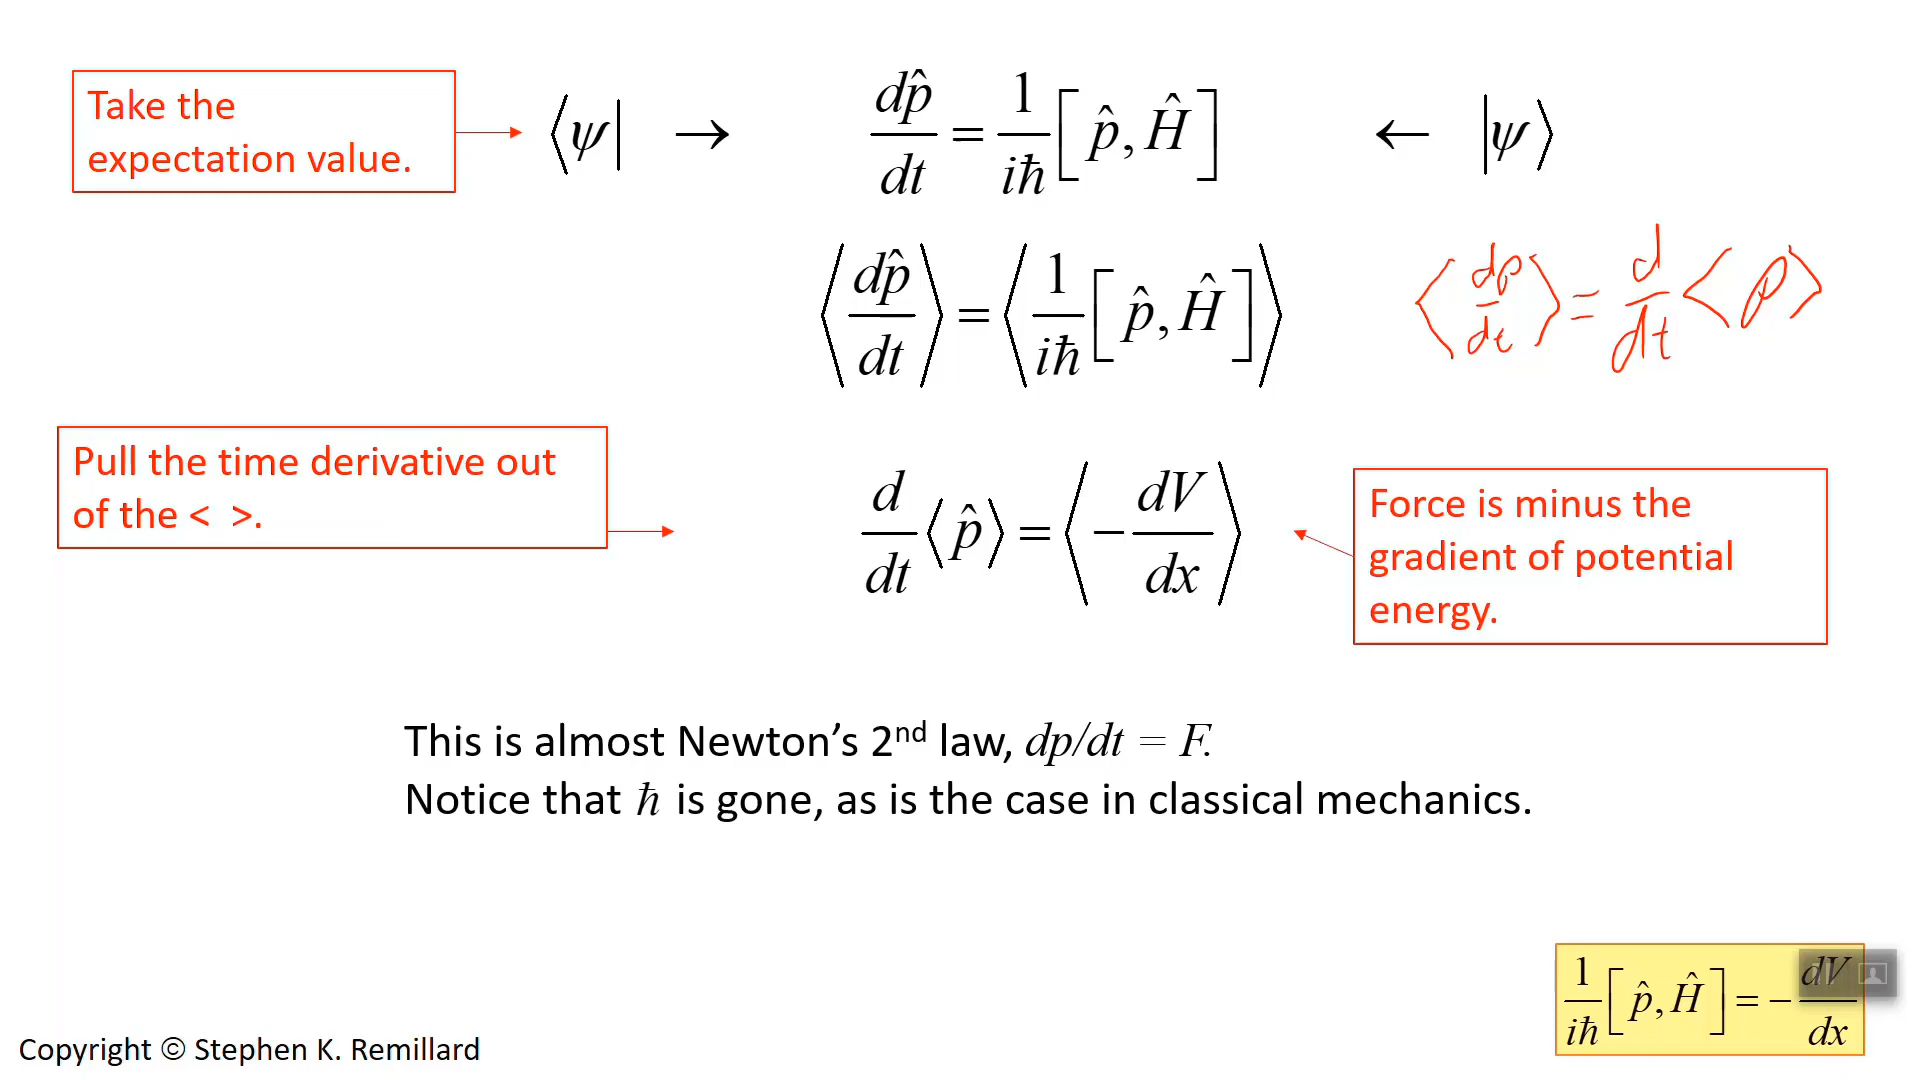 Take the
expectation value.
⟨ψ| → dp̂/dt = 1/iħ [p̂, Ĥ] ← |ψ⟩
⟨dp̂/dt⟩ = ⟨1/iħ [p̂, Ĥ]⟩
⟨dp/dt⟩ = d/dt ⟨p⟩
Pull the time derivative out
of the < >.
d/dt ⟨p̂⟩ = ⟨−dV/dx⟩
Force is minus the
gradient of potential
energy.
This is almost Newton’s 2nd law, dp/dt = F.
Notice that ħ is gone, as is the case in classical mechanics.
1/iħ [p̂, Ĥ] = −dV/dx
Copyright © Stephen K. Remillard